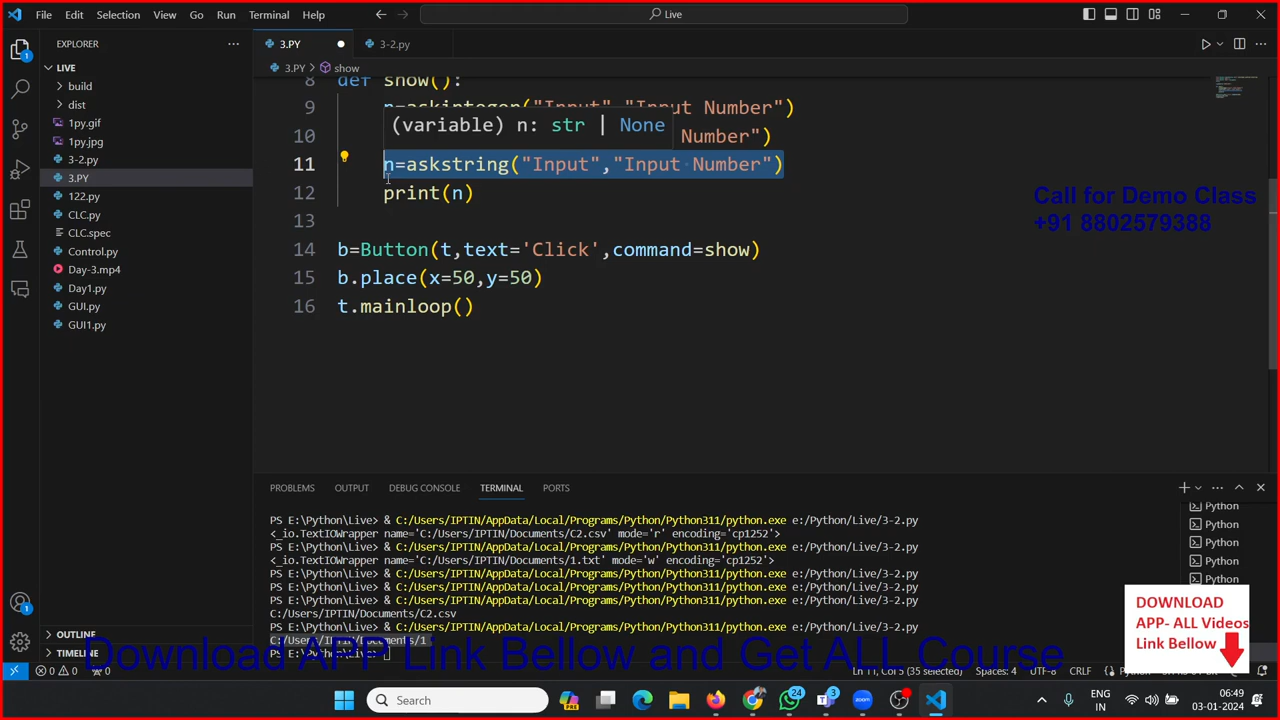 File Edit Selection View Go Run Terminal Help
Live
EXPLORER
3.PY
3-2.py
3.PY > show
LIVE
build
dist
1py.gif
1py.jpg
3-2.py
3.PY
122.py
CLC.py
CLC.spec
Control.py
Day-3.mp4
Day1.py
GUI.py
GUI1.py
OUTLINE
TIMELINE
8 def show():
9 n=askinteger("Input","Input Number")
(variable) n: str | None
10 Number")
11 n=askstring("Input","Input Number")
12 print(n)
13
14 b=Button(t,text='Click',command=show)
15 b.place(x=50,y=50)
16 t.mainloop()
Call for Demo Class
+91 8802579388
PROBLEMS OUTPUT DEBUG CONSOLE TERMINAL PORTS
PS E:\Python\Live> & C:/Users/IPTIN/AppData/Local/Programs/Python/Python311/python.exe e:/Python/Live/3-2.py
<_io.TextIOWrapper name='C:/Users/IPTIN/Documents/C2.csv' mode='r' encoding='cp1252'>
PS E:\Python\Live> & C:/Users/IPTIN/AppData/Local/Programs/Python/Python311/python.exe e:/Python/Live/3-2.py
<_io.TextIOWrapper name='C:/Users/IPTIN/Documents/1.txt' mode='w' encoding='cp1252'>
PS E:\Python\Live> & C:/Users/IPTIN/AppData/Local/Programs/Python/Python311/python.exe e:/Python/Live/3-2.py
PS E:\Python\Live> & C:/Users/IPTIN/AppData/Local/Programs/Python/Python311/python.exe e:/Python/Live/3-2.py
PS E:\Python\Live> & C:/Users/IPTIN/AppData/Local/Programs/Python/Python311/python.exe e:/Python/Live/3-2.py
C:/Users/IPTIN/Documents/C2.csv
PS E:\Python\Live> & C:/Users/IPTIN/AppData/Local/Programs/Python/Python311/python.exe e:/Python/Live/3-2.py
C:/Users/IPTIN/Documents/1
PS E:\Python\Live>
Python
Python
Python
Python
Python
DOWNLOAD
APP- ALL Videos
Link Bellow
Download APP Link Bellow and Get ALL Course
0 0 0 Ln 11, Col 5 (35 selected) Spaces: 4 UTF-8 CRLF
Search
24
3
ENG
IN
06:49
03-01-2024